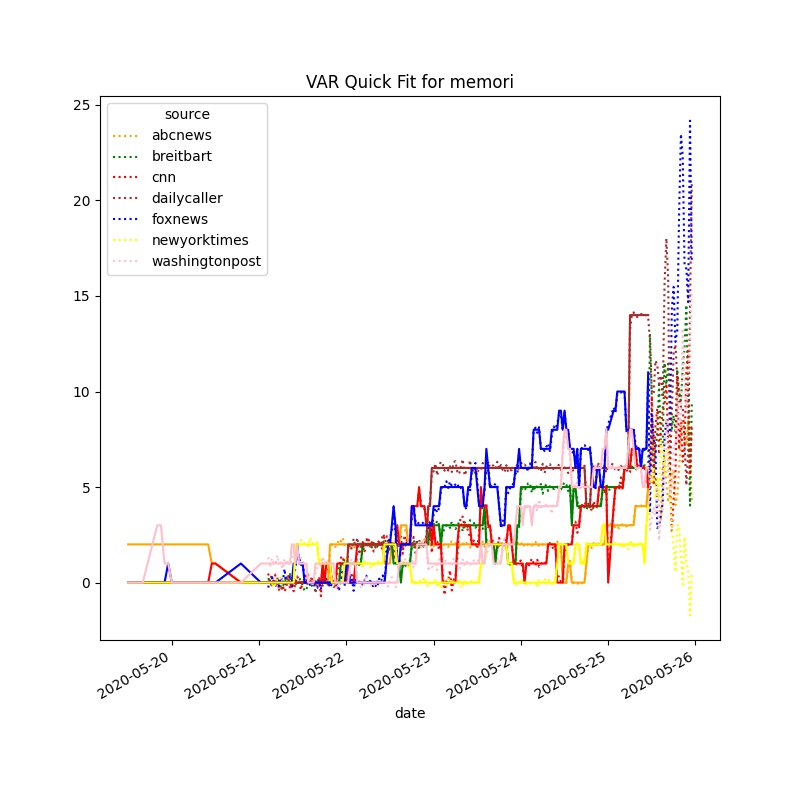 VAR Quick Fit for memori
source
abcnews
breitbart
cnn
dailycaller
foxnews
newyorktimes
washingtonpost
25
20
15
10
5
0
2020-05-20
2020-05-21
2020-05-22
2020-05-23
2020-05-24
2020-05-25
2020-05-26
date